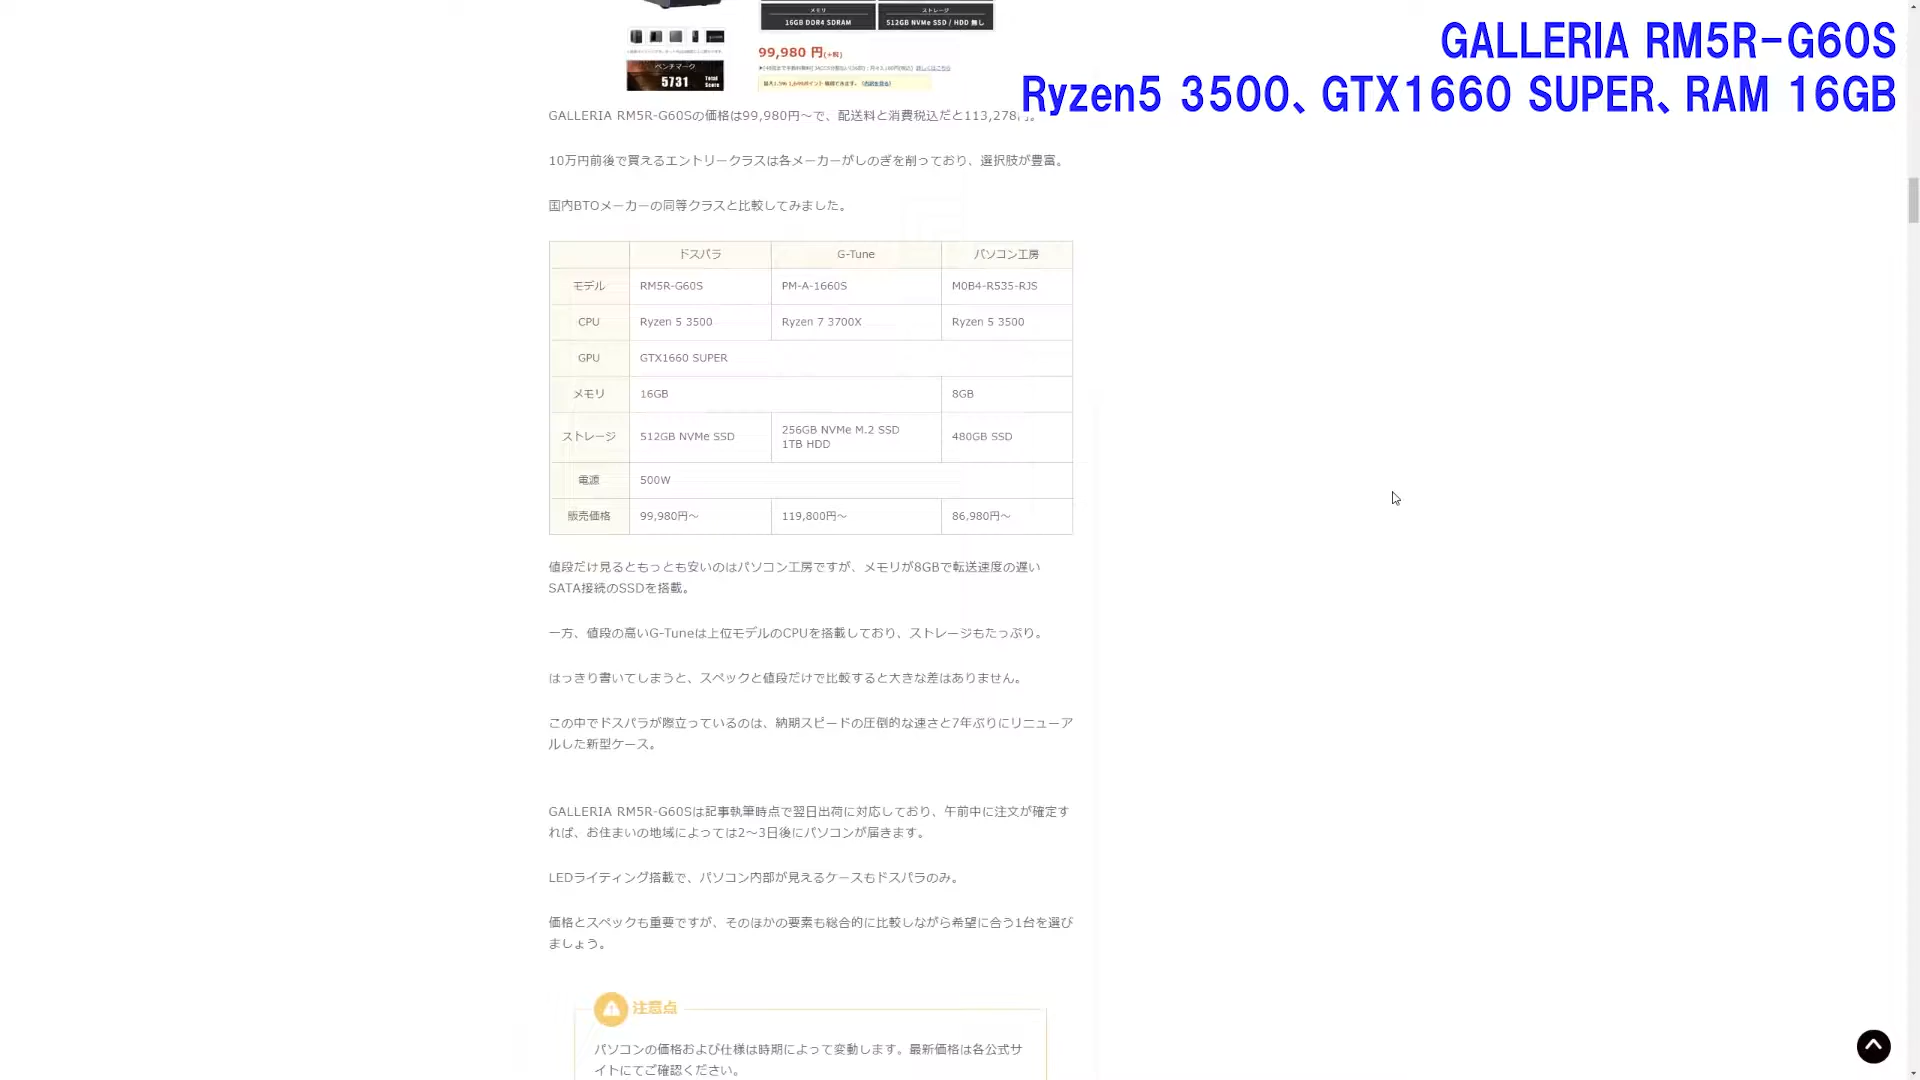 メモリ ストレージ
16GB DDR4 SDRAM 512GB NVMe SSD / HDD 無し
GALLERIA RM5R-G60S
Ryzen5 3500、GTX1660 SUPER、RAM 16GB
99,980 円(+税)
ベンチマーク
5731 Total Score
GALLERIA RM5R-G60Sの価格は99,980円～で、配送料と消費税込だと113,278円。
10万円前後で買えるエントリークラスは各メーカーがしのぎを削っており、選択肢が豊富。
国内BTOメーカーの同等クラスと比較してみました。
ドスパラ G-Tune パソコン工房
モデル RM5R-G60S PM-A-1660S M0B4-R535-RJS
CPU Ryzen 5 3500 Ryzen 7 3700X Ryzen 5 3500
GPU GTX1660 SUPER
メモリ 16GB 8GB
ストレージ 512GB NVMe SSD 256GB NVMe M.2 SSD 480GB SSD
1TB HDD
電源 500W
販売価格 99,980円～ 119,800円～ 86,980円～
値段だけ見るともっとも安いのはパソコン工房ですが、メモリが8GBで転送速度の遅い
SATA接続のSSDを搭載。
一方、値段の高いG-Tuneは上位モデルのCPUを搭載しており、ストレージもたっぷり。
はっきり書いてしまうと、スペックと値段だけで比較すると大きな差はありません。
この中でドスパラが際立っているのは、納期スピードの圧倒的な速さと7年ぶりにリニューア
ルした新型ケース。
GALLERIA RM5R-G60Sは記事執筆時点で翌日出荷に対応しており、午前中に注文が確定す
れば、お住まいの地域によっては2～3日後にパソコンが届きます。
LEDライティング搭載で、パソコン内部が見えるケースもドスパラのみ。
価格とスペックも重要ですが、そのほかの要素も総合的に比較しながら希望に合う1台を選び
ましょう。
注意点
パソコンの価格および仕様は時期によって変動します。最新価格は各公式サ
イトにてご確認ください。